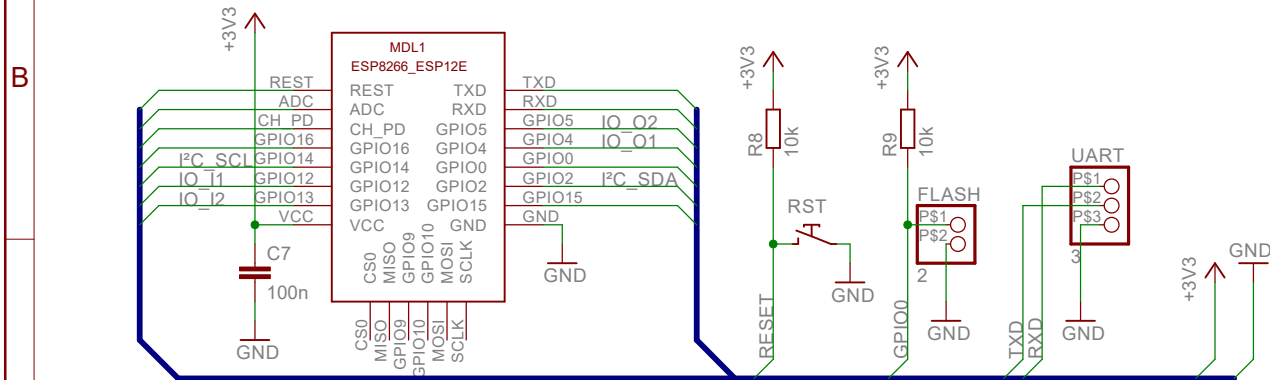 B
+3V3
MDL1
ESP8266_ESP12E
REST
ADC
CH_PD
GPIO16
I²C_SCL
GPIO14
IO_I1
GPIO12
IO_I2
GPIO13
VCC
REST
ADC
CH_PD
GPIO16
GPIO14
GPIO12
GPIO13
VCC
TXD
RXD
GPIO5
GPIO4
GPIO0
GPIO2
GPIO15
GND
TXD
RXD
GPIO5
IO_O2
GPIO4
IO_O1
GPIO0
GPIO2
I²C_SDA
GPIO15
GND
GND
CS0
MISO
GPIO9
GPIO10
MOSI
SCLK
CS0
MISO
GPIO9
GPIO10
MOSI
SCLK
C7
100n
GND
+3V3
R8
10k
RST
GND
RESET
+3V3
R9
10k
FLASH
P$1
P$2
2
GND
GPIO0
UART
P$1
P$2
P$3
3
GND
TXD
RXD
+3V3
GND